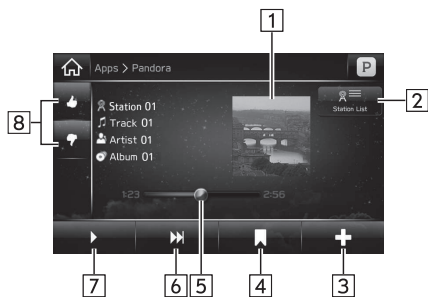 1
Apps > Pandora
P
2
Station List
8
Station 01
Track 01
Artist 01
Album 01
1:23
2:56
7
6
5
4
3